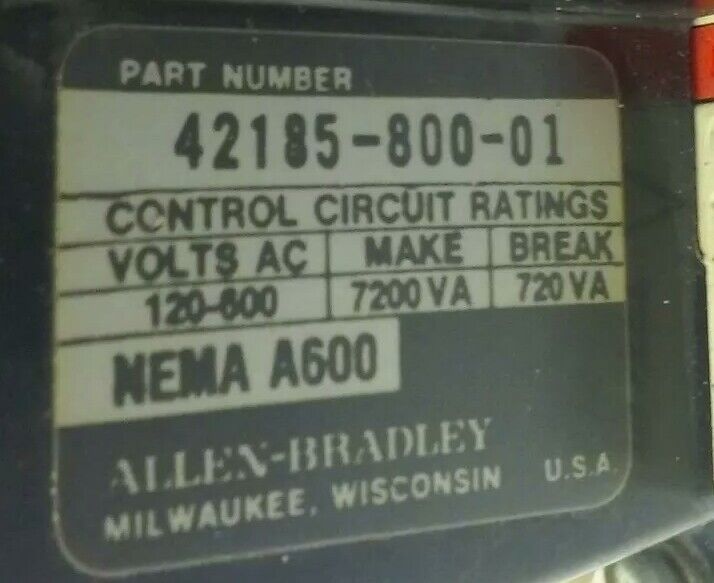 PART NUMBER
42185-800-01
CONTROL CIRCUIT RATINGS
VOLTS AC MAKE BREAK
120-600 7200 VA 720 VA
NEMA A600
ALLEN-BRADLEY
MILWAUKEE, WISCONSIN U.S.A.